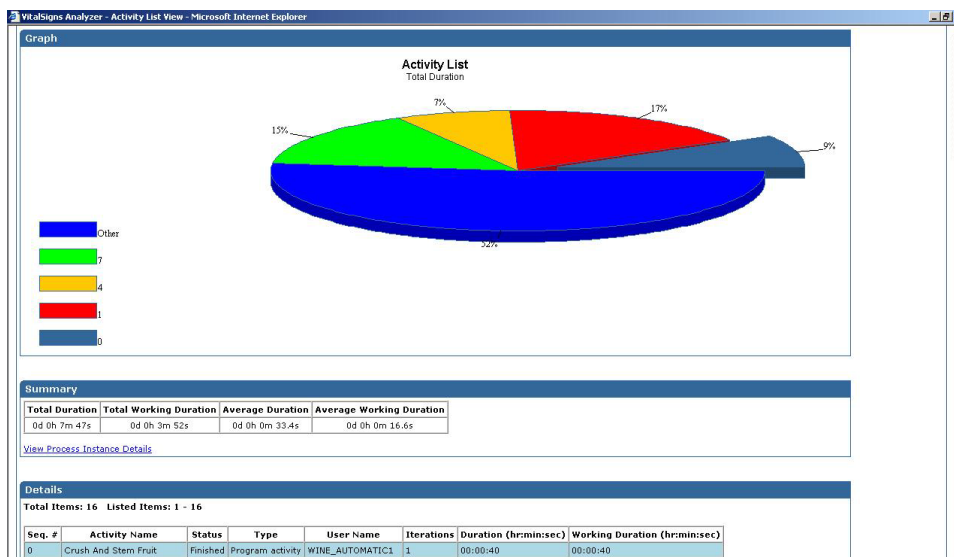 VitalSigns Analyzer - Activity List View - Microsoft Internet Explorer
Graph
Activity List
Total Duration
7%
17%
15%
9%
52%
Other
7
4
1
0
Summary
Total Duration Total Working Duration Average Duration Average Working Duration
0d 0h 7m 47s 0d 0h 3m 52s 0d 0h 0m 33.4s 0d 0h 0m 16.6s
View Process Instance Details
Details
Total Items: 16 Listed Items: 1 - 16
Seq. # Activity Name Status Type User Name Iterations Duration (hr:min:sec) Working Duration (hr:min:sec)
0 Crush And Stem Fruit Finished Program activity WINE_AUTOMATIC1 1 00:00:40 00:00:40